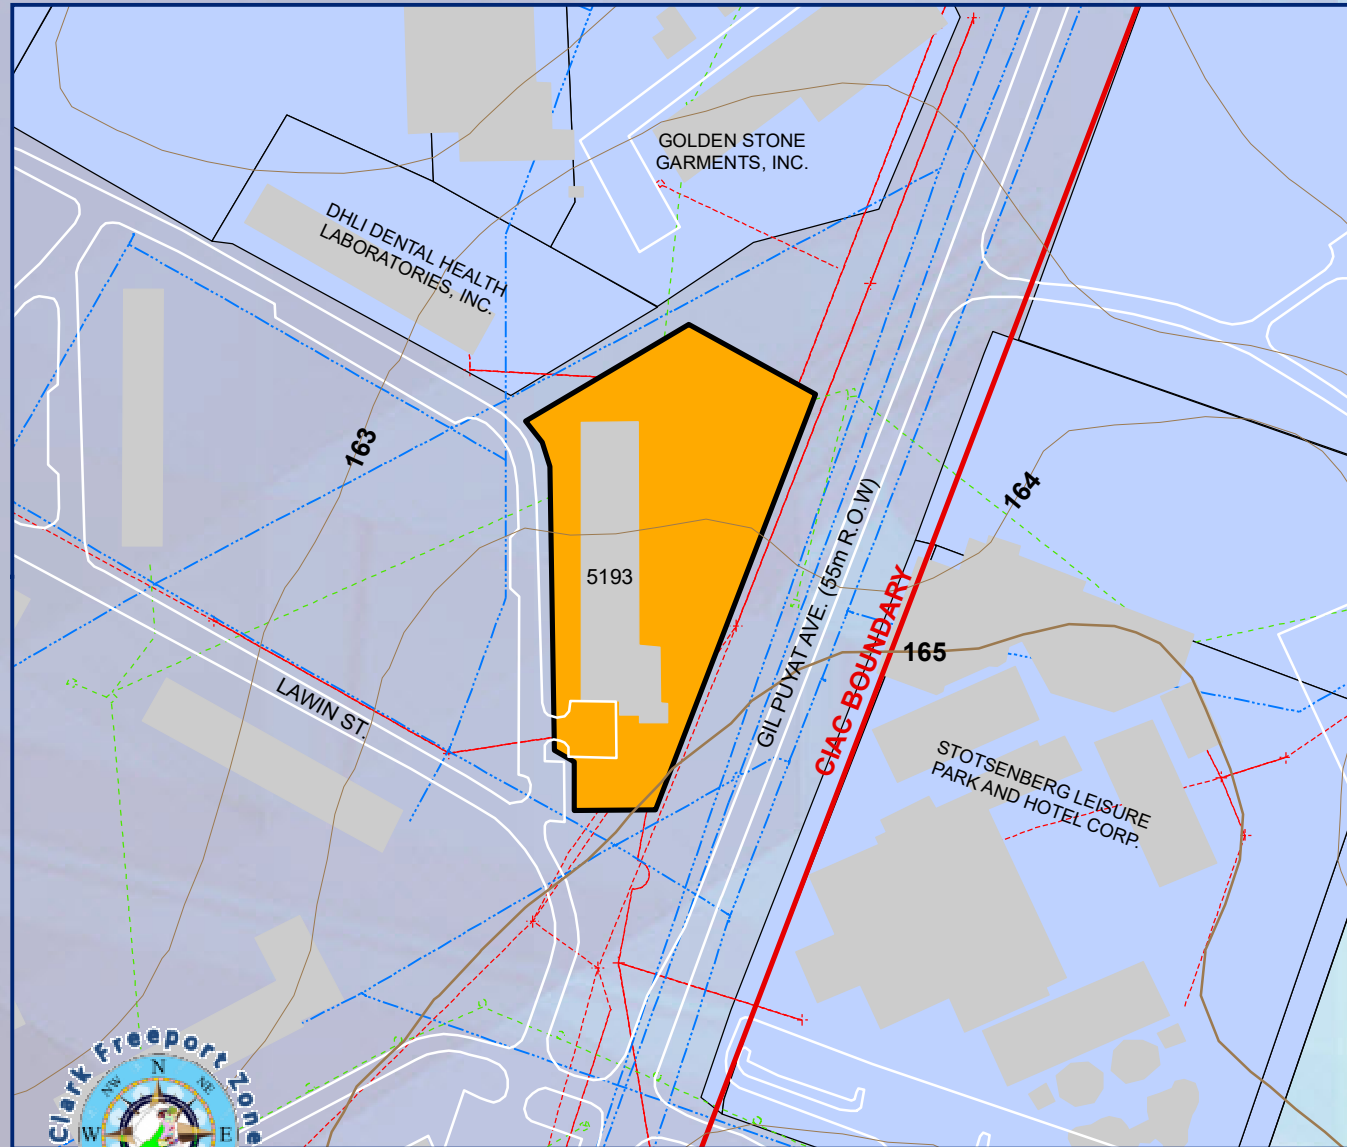 GOLDEN STONE
GARMENTS, INC.
DHLI DENTAL HEALTH
LABORATORIES, INC.
163
164
5193
GIL PUYAT AVE. (55m R.O.W)
CIAC BOUNDARY
165
LAWIN ST.
STOTSENBERG LEISURE
PARK AND HOTEL CORP.
Clark Freeport Zone
N
NW
NE
W
E